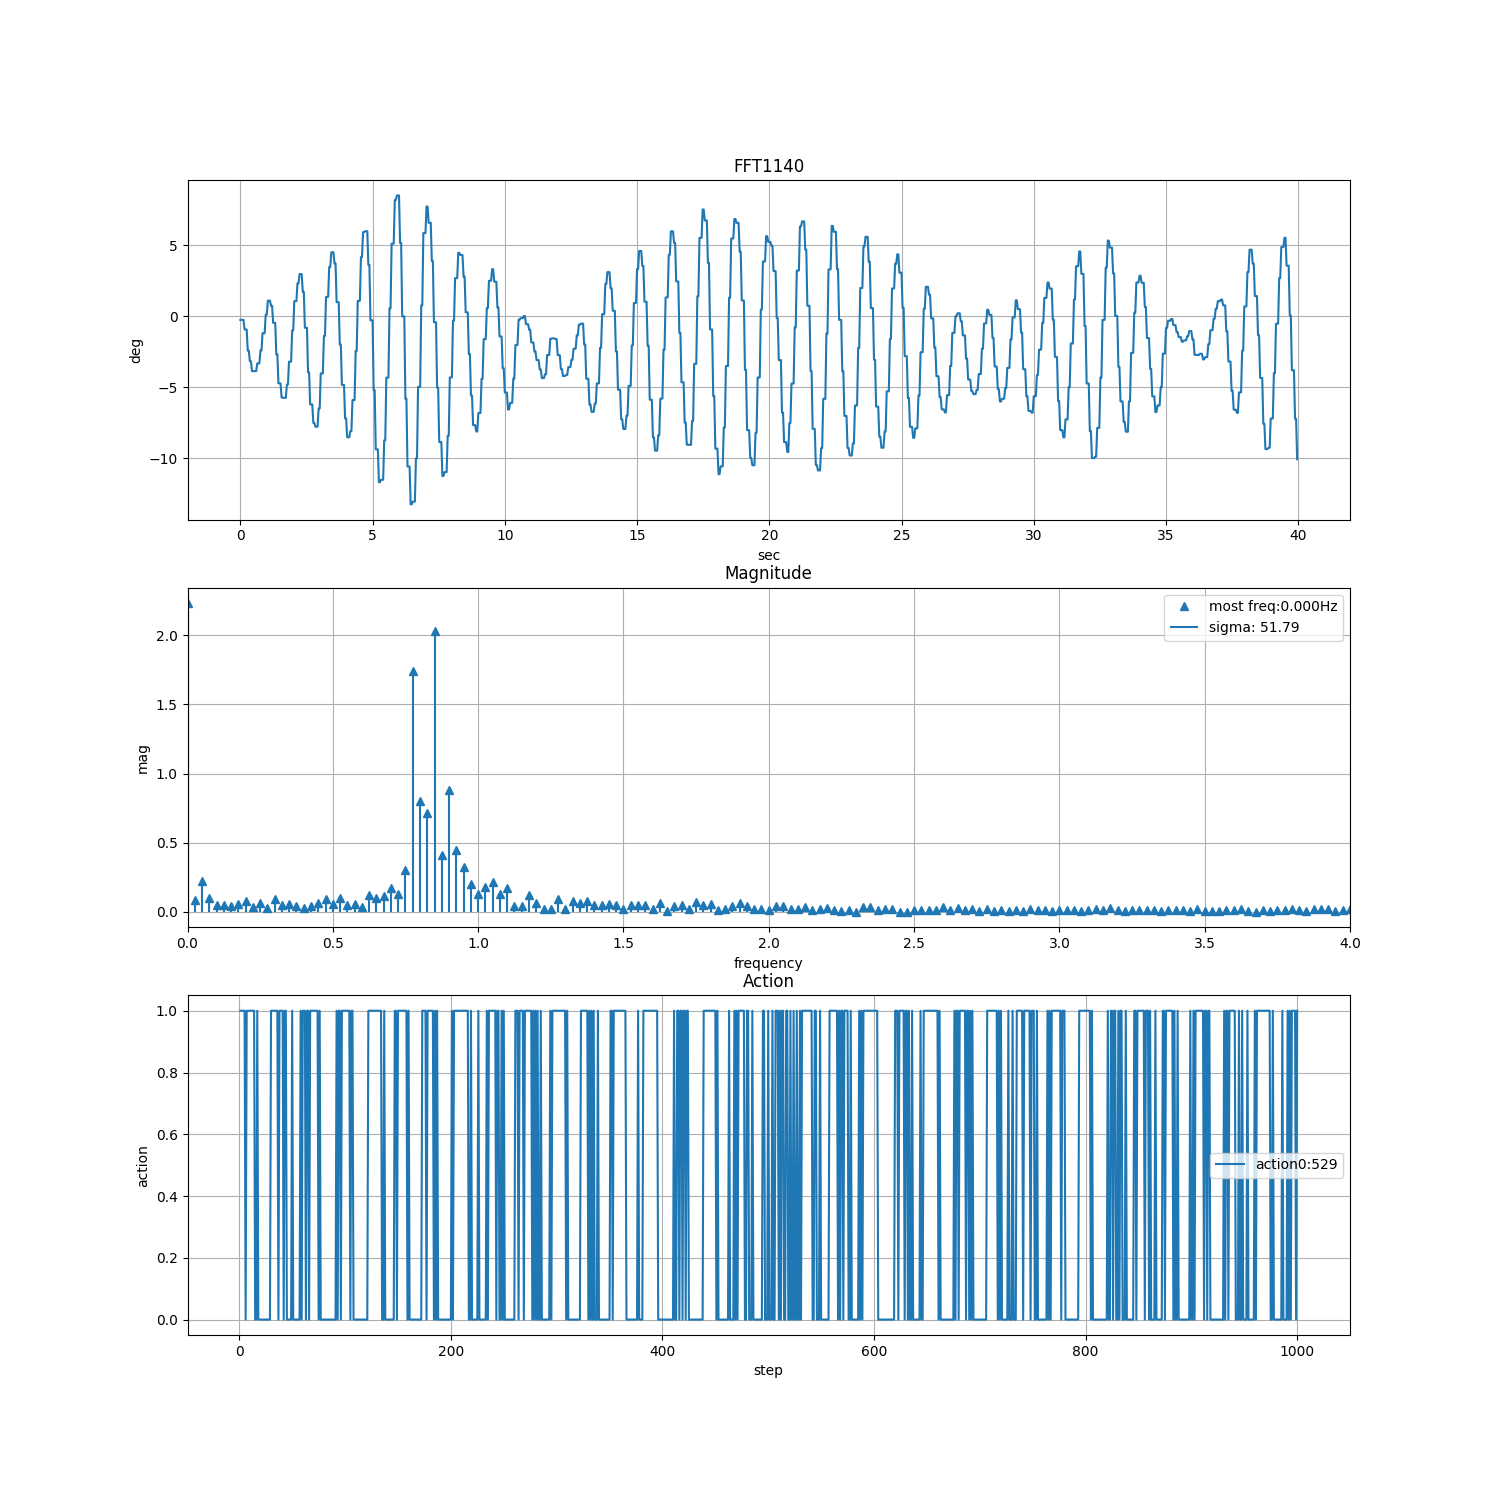 FFT1140
5
0
−5
−10
deg
0 5 10 15 20 25 30 35 40
sec
Magnitude
most freq:0.000Hz
sigma: 51.79
2.0
1.5
1.0
0.5
0.0
mag
0.0 0.5 1.0 1.5 2.0 2.5 3.0 3.5 4.0
frequency
Action
1.0
0.8
0.6
0.4
0.2
0.0
action
action0:529
0 200 400 600 800 1000
step